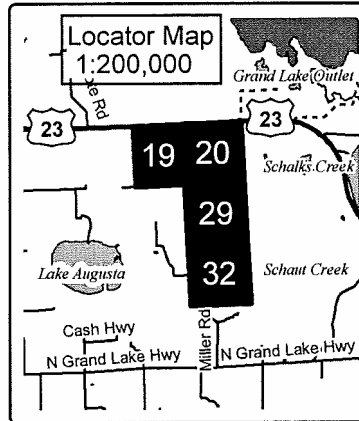 Locator Map
1:200,000
Grand Lake Outlet
23
23
19
20
Schalks Creek
29
Lake Augusta
32
Schaut Creek
Miller Rd
Cash Hwy
N Grand Lake Hwy
N Grand Lake Hwy
Rd